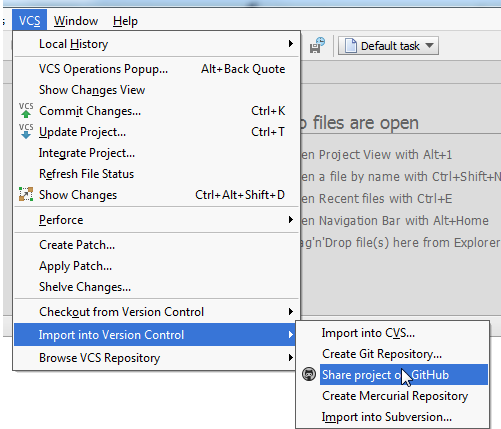 VCS Window Help
Default task
Local History
VCS Operations Popup... Alt+Back Quote
Show Changes View
VCS Commit Changes... Ctrl+K
VCS Update Project... Ctrl+T
Integrate Project...
Refresh File Status
Show Changes Ctrl+Alt+Shift+D
Perforce
Create Patch...
Apply Patch...
Shelve Changes...
Checkout from Version Control
Import into Version Control
Browse VCS Repository
files are open
en Project View with Alt+1
en a file by name with Ctrl+Shift+N
en Recent files with Ctrl+E
en Navigation Bar with Alt+Home
ag'n'Drop file(s) here from Explorer
Import into CVS...
Create Git Repository...
Share project on GitHub
Create Mercurial Repository
Import into Subversion...